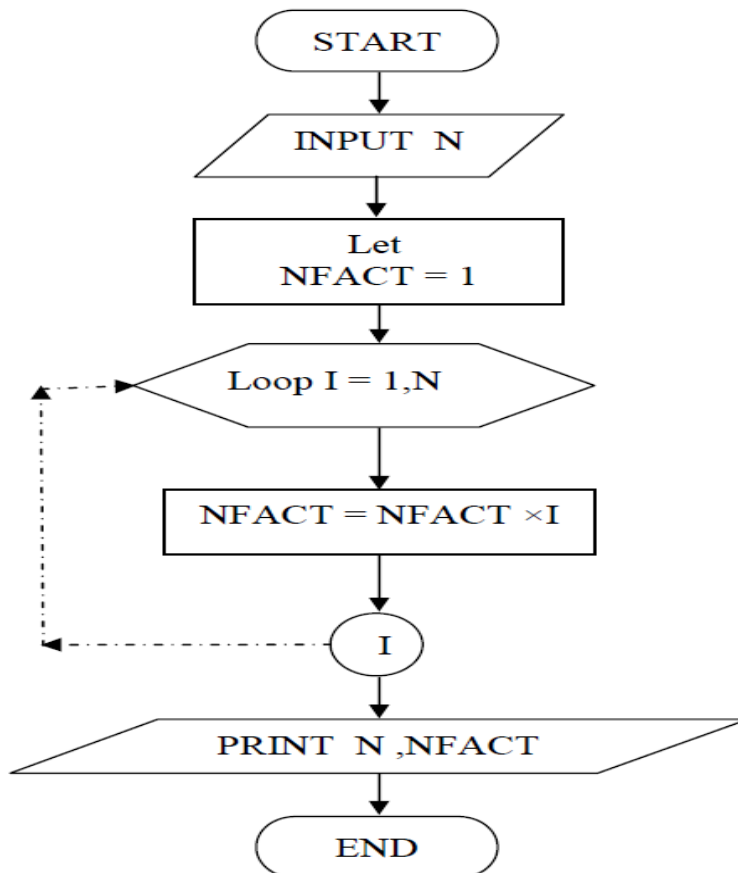 START
INPUT N
Let
NFACT = 1
Loop I = 1,N
NFACT = NFACT ×I
I
PRINT N ,NFACT
END